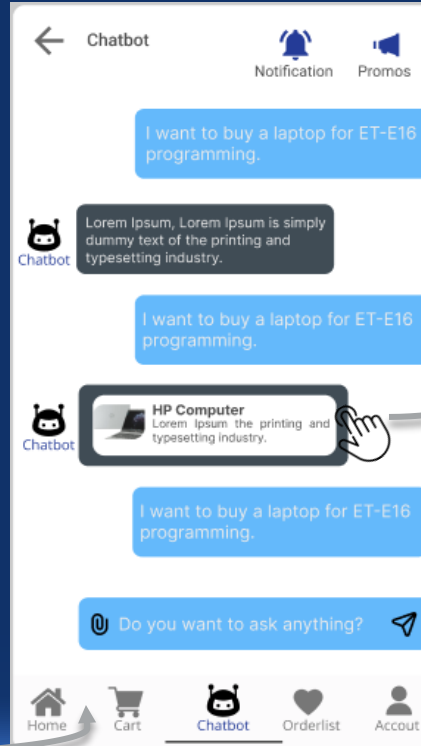 Chatbot
Notification
Promos
I want to buy a laptop for ET-E16
programming.
Lorem Ipsum, Lorem Ipsum is simply
dummy text of the printing and
typesetting industry.
Chatbot
I want to buy a laptop for ET-E16
programming.
HP Computer
Lorem Ipsum the printing and
typesetting industry.
Chatbot
I want to buy a laptop for ET-E16
programming.
Do you want to ask anything?
Home
Cart
Chatbot
Orderlist
Accout